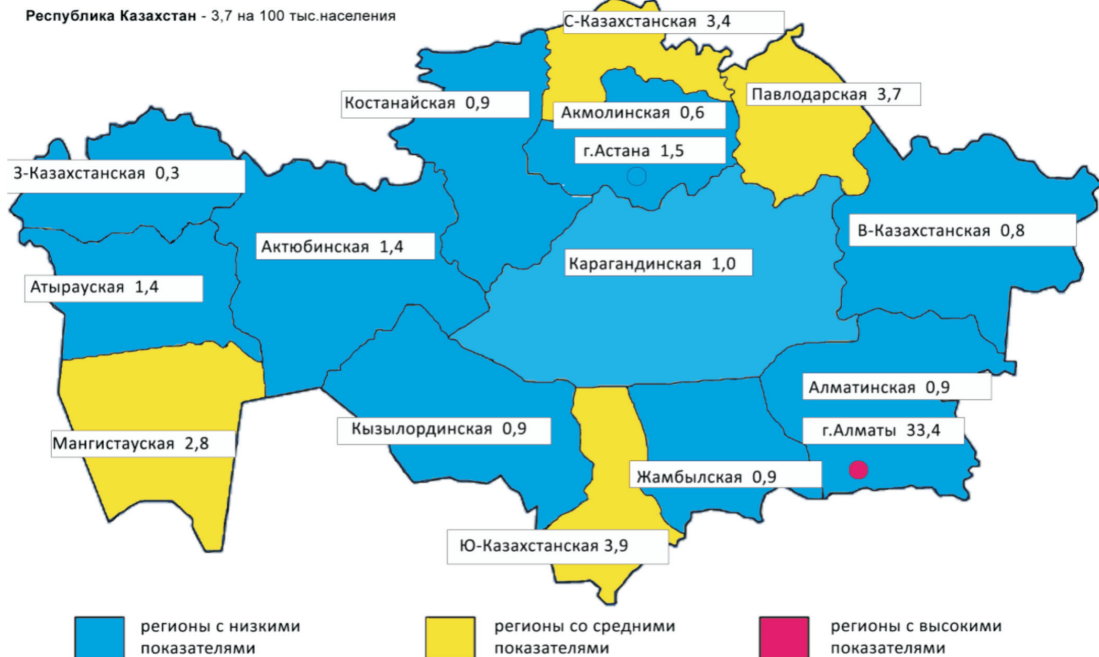 Республика Казахстан - 3,7 на 100 тыс.населения
С-Казахстанская 3,4
Костанайская 0,9
Павлодарская 3,7
Акмолинская 0,6
г.Астана 1,5
З-Казахстанская 0,3
В-Казахстанская 0,8
Актюбинская 1,4
Карагандинская 1,0
Атырауская 1,4
Алматинская 0,9
Мангистауская 2,8
Кызылординская 0,9
г.Алматы 33,4
Жамбылская 0,9
Ю-Казахстанская 3,9
регионы с низкими
показателями
регионы со средними
показателями
регионы с высокими
показателями